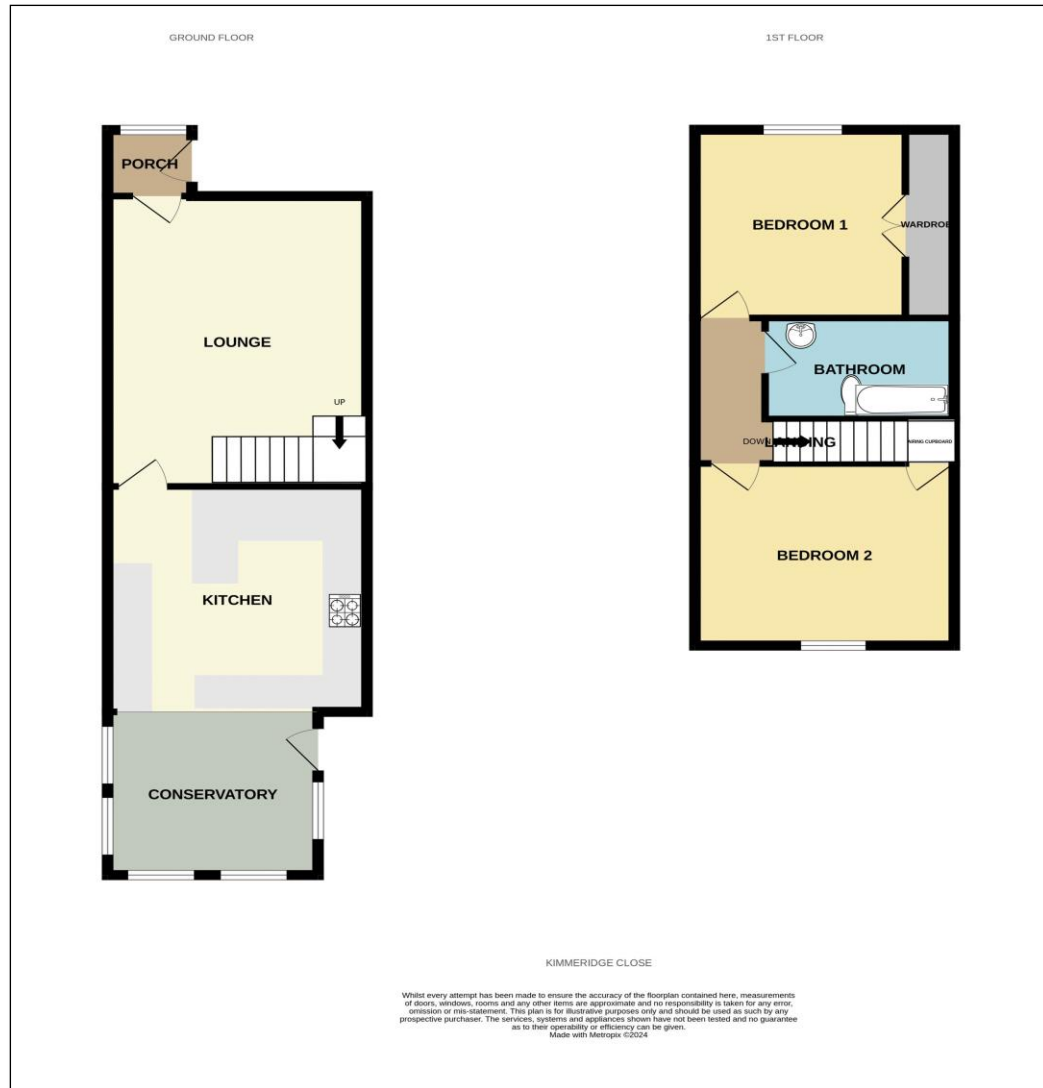 GROUND FLOOR
1ST FLOOR
PORCH
LOUNGE
UP
KITCHEN
CONSERVATORY
BEDROOM 1
WARDROB
BATHROOM
DOWN
LANDING
CUPBOARD
BEDROOM 2
KIMMERIDGE CLOSE
Whilst every attempt has been made to ensure the accuracy of the floorplan contained here, measurements
of doors, windows, rooms and any other items are approximate and no responsibility is taken for any error,
omission or mis-statement. This plan is for illustrative purposes only and should be used as such by any
prospective purchaser. The services, systems and appliances shown have not been tested and no guarantee
as to their operability or efficiency can be given.
Made with Metropix ©2024